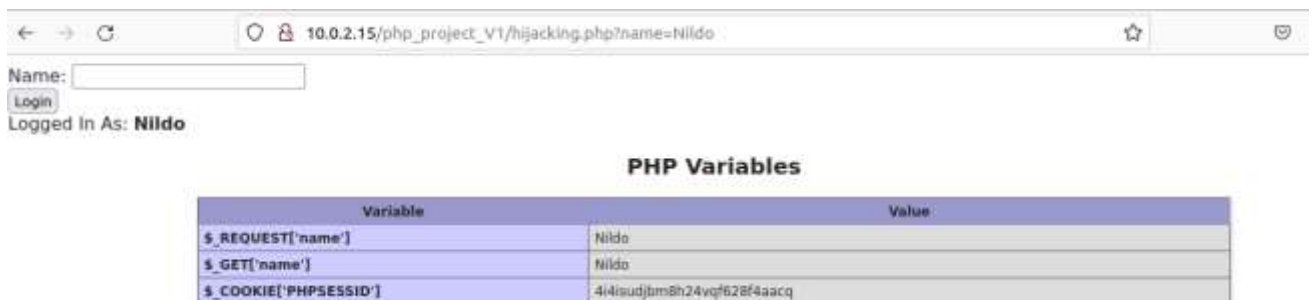 10.0.2.15/php_project_V1/hijacking.php?name=Nildo
Name:
Login
Logged In As: Nildo
PHP Variables
Variable Value
$_REQUEST['name'] Nildo
$_GET['name'] Nildo
$_COOKIE['PHPSESSID'] 4i4isudjbm8h24vqf628f4aacq